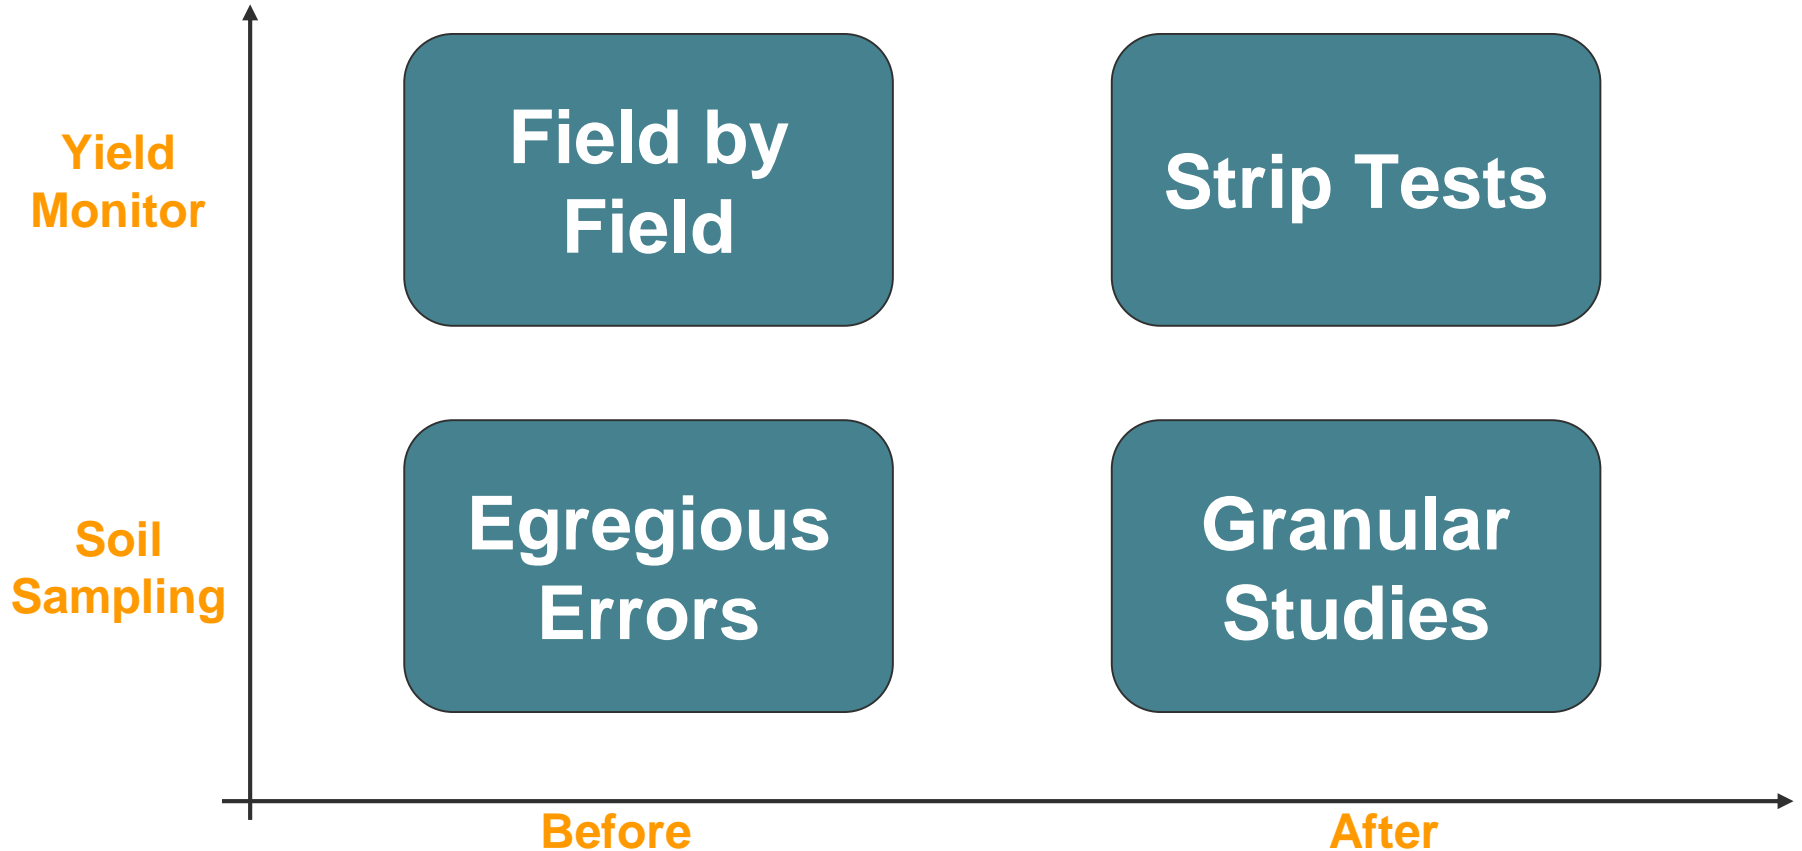 Yield
Monitor
Field by
Field
Strip Tests
Soil
Sampling
Egregious
Errors
Granular
Studies
Before
After